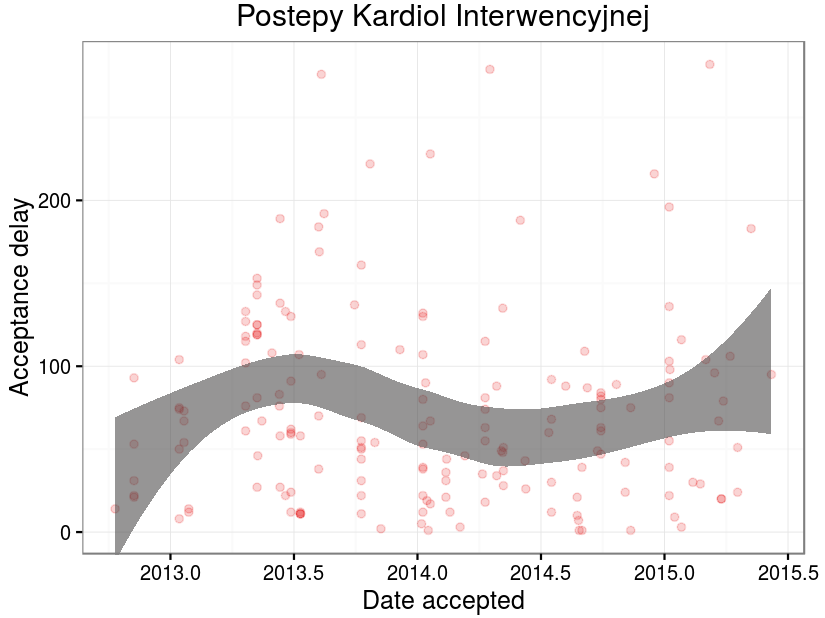 Postepy Kardiol Interwencyjnej
Acceptance delay
200
100
0
2013.0 2013.5 2014.0 2014.5 2015.0 2015.5
Date accepted